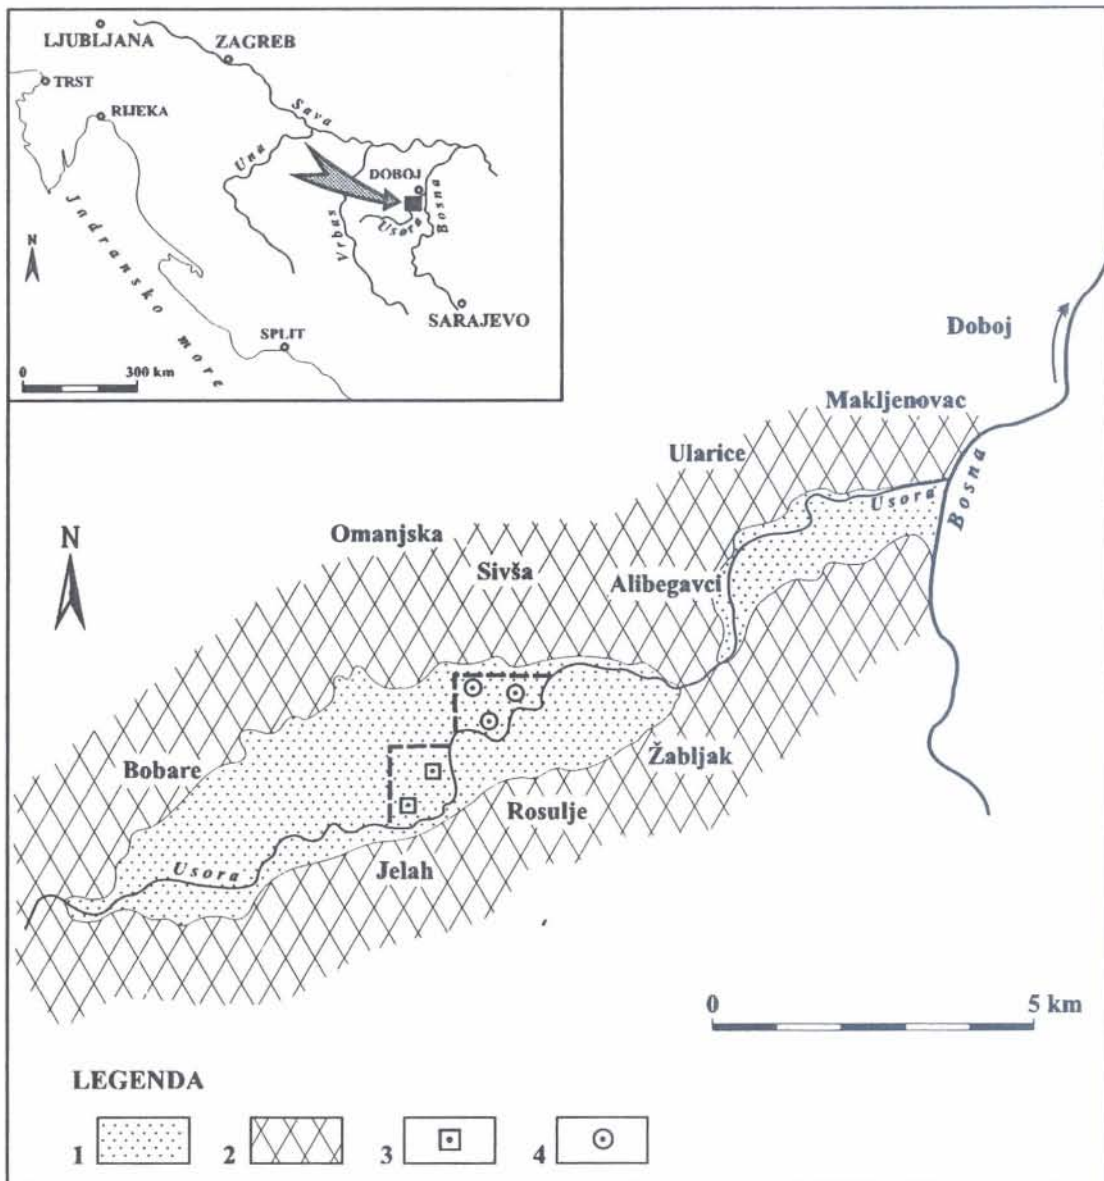 LJUBLJANA
ZAGREB
TRST
RIJEKA
Sava
Una
DOBOJ
Vrbas
Usora
Bosna
Jadransko more
N
SARAJEVO
SPLIT
0 300 km
Doboj
Makljenovac
Ularice
Usora
Bosna
Omanjska
N
Sivša
Alibegavci
Bobare
Žabljak
Rosulje
Usora
Jelah
0 5 km
LEGENDA
1 2 3 4